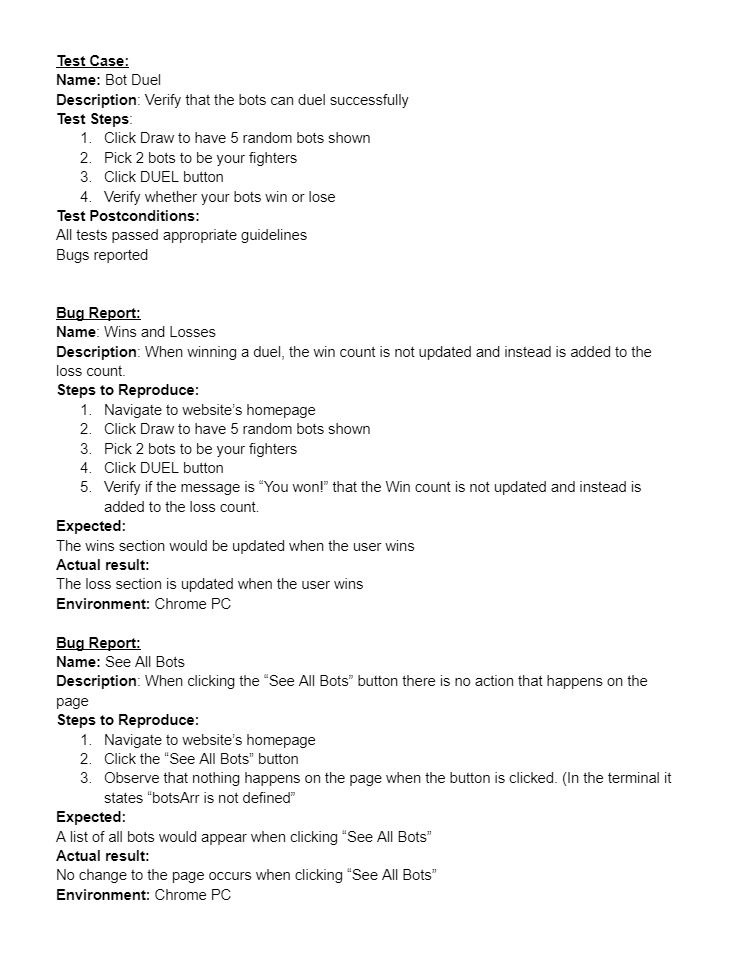 Test Case:
Name: Bot Duel
Description: Verify that the bots can duel successfully
Test Steps:
1. Click Draw to have 5 random bots shown
2. Pick 2 bots to be your fighters
3. Click DUEL button
4. Verify whether your bots win or lose
Test Postconditions:
All tests passed appropriate guidelines
Bugs reported
Bug Report:
Name: Wins and Losses
Description: When winning a duel, the win count is not updated and instead is added to the
loss count.
Steps to Reproduce:
1. Navigate to website’s homepage
2. Click Draw to have 5 random bots shown
3. Pick 2 bots to be your fighters
4. Click DUEL button
5. Verify if the message is “You won!” that the Win count is not updated and instead is
added to the loss count.
Expected:
The wins section would be updated when the user wins
Actual result:
The loss section is updated when the user wins
Environment: Chrome PC
Bug Report:
Name: See All Bots
Description: When clicking the “See All Bots” button there is no action that happens on the
page
Steps to Reproduce:
1. Navigate to website’s homepage
2. Click the “See All Bots” button
3. Observe that nothing happens on the page when the button is clicked. (In the terminal it
states “botsArr is not defined”
Expected:
A list of all bots would appear when clicking “See All Bots”
Actual result:
No change to the page occurs when clicking “See All Bots”
Environment: Chrome PC